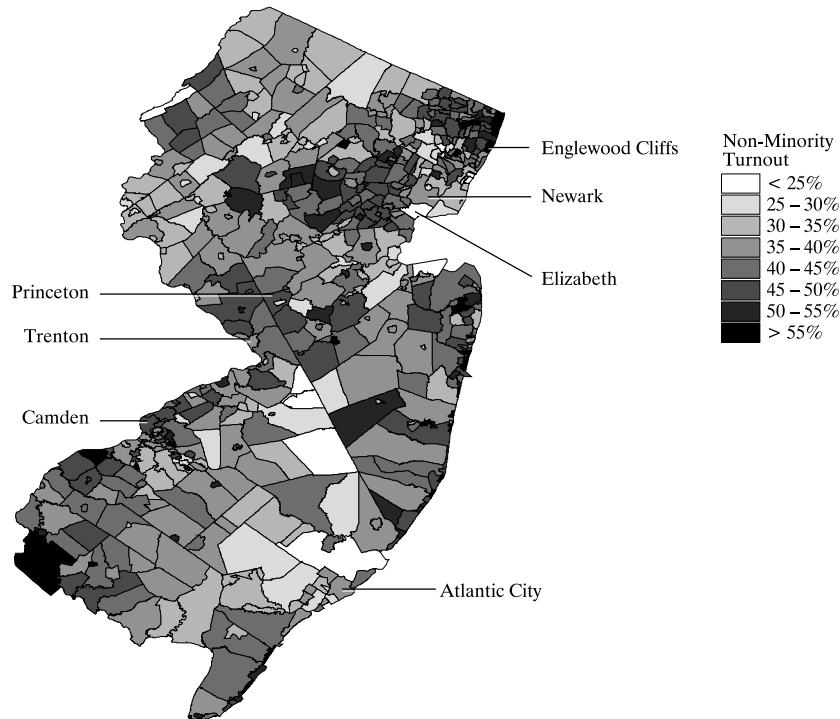 Englewood Cliffs
Newark
Elizabeth
Princeton
Trenton
Camden
Atlantic City
Non-Minority
Turnout
< 25%
25 – 30%
30 – 35%
35 – 40%
40 – 45%
45 – 50%
50 – 55%
> 55%